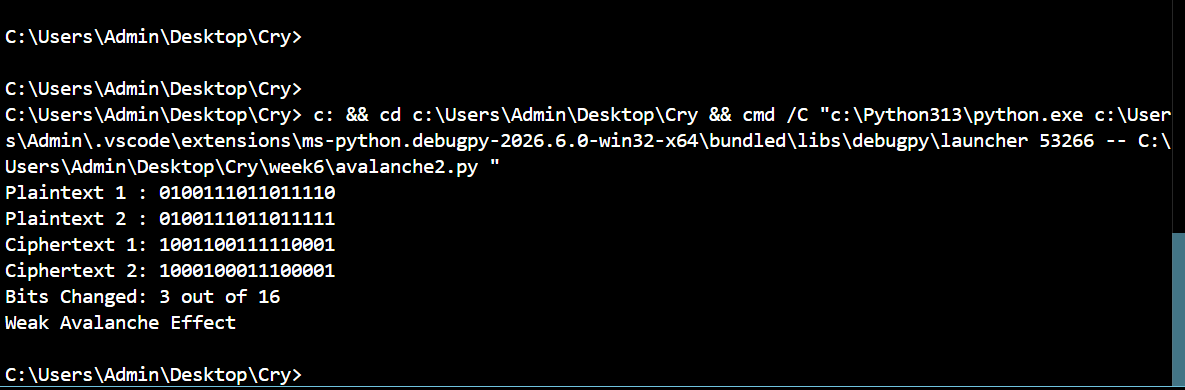 C:\Users\Admin\Desktop\Cry>
C:\Users\Admin\Desktop\Cry>
C:\Users\Admin\Desktop\Cry> c: && cd c:\Users\Admin\Desktop\Cry && cmd /C "c:\Python313\python.exe c:\User
s\Admin\.vscode\extensions\ms-python.debugpy-2026.6.0-win32-x64\bundled\libs\debugpy\launcher 53266 -- C:\
Users\Admin\Desktop\Cry\week6\avalanche2.py "
Plaintext 1 : 0100111011011110
Plaintext 2 : 0100111011011111
Ciphertext 1: 1001100111110001
Ciphertext 2: 1000100011100001
Bits Changed: 3 out of 16
Weak Avalanche Effect
C:\Users\Admin\Desktop\Cry>